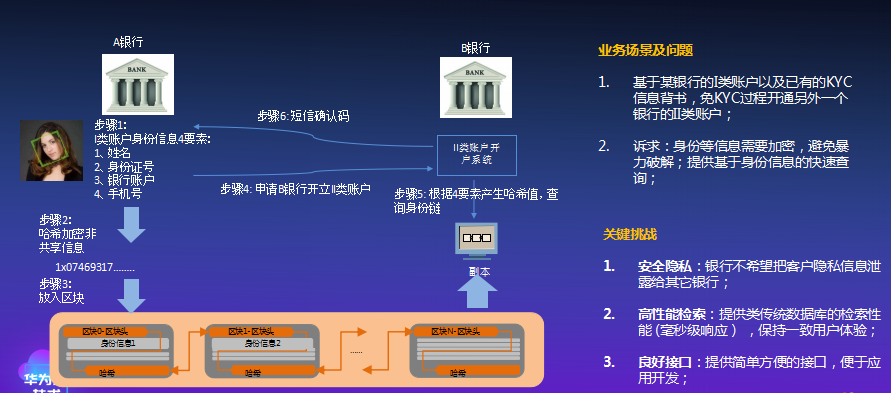 A银行
BANK
步骤1:
I类账户身份信息4要素:
1、姓名
2、身份证号
3、银行账户
4、手机号
步骤2:
哈希加密非
共享信息
1x07469317........
步骤3:
放入区块
步骤6: 短信确认码
步骤4: 申请B银行开立II类账户
B银行
BANK
II类账户开
户系统
步骤5: 根据4要素产生哈希值, 查
询身份链
副本
区块0-区块头
身份信息1
哈希
区块1-区块头
身份信息2
哈希
......
区块N-区块头
哈希
业务场景及问题
1. 基于某银行的I类账户以及已有的KYC
信息背书，免KYC过程开通另外一个
银行的II类账户；
2. 诉求：身份等信息需要加密，避免暴
力破解；提供基于身份信息的快速查
询；
关键挑战
1. 安全隐私：银行不希望把客户隐私信息泄
露给其它银行；
2. 高性能检索：提供类传统数据库的检索性
能 (毫秒级响应 ），保持一致用户体验；
3. 良好接口：提供简单方便的接口，便于应
用开发；
华为